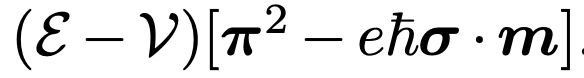 (ℰ − 𝒱)[𝝅² − eℏ𝝈 · 𝒎].